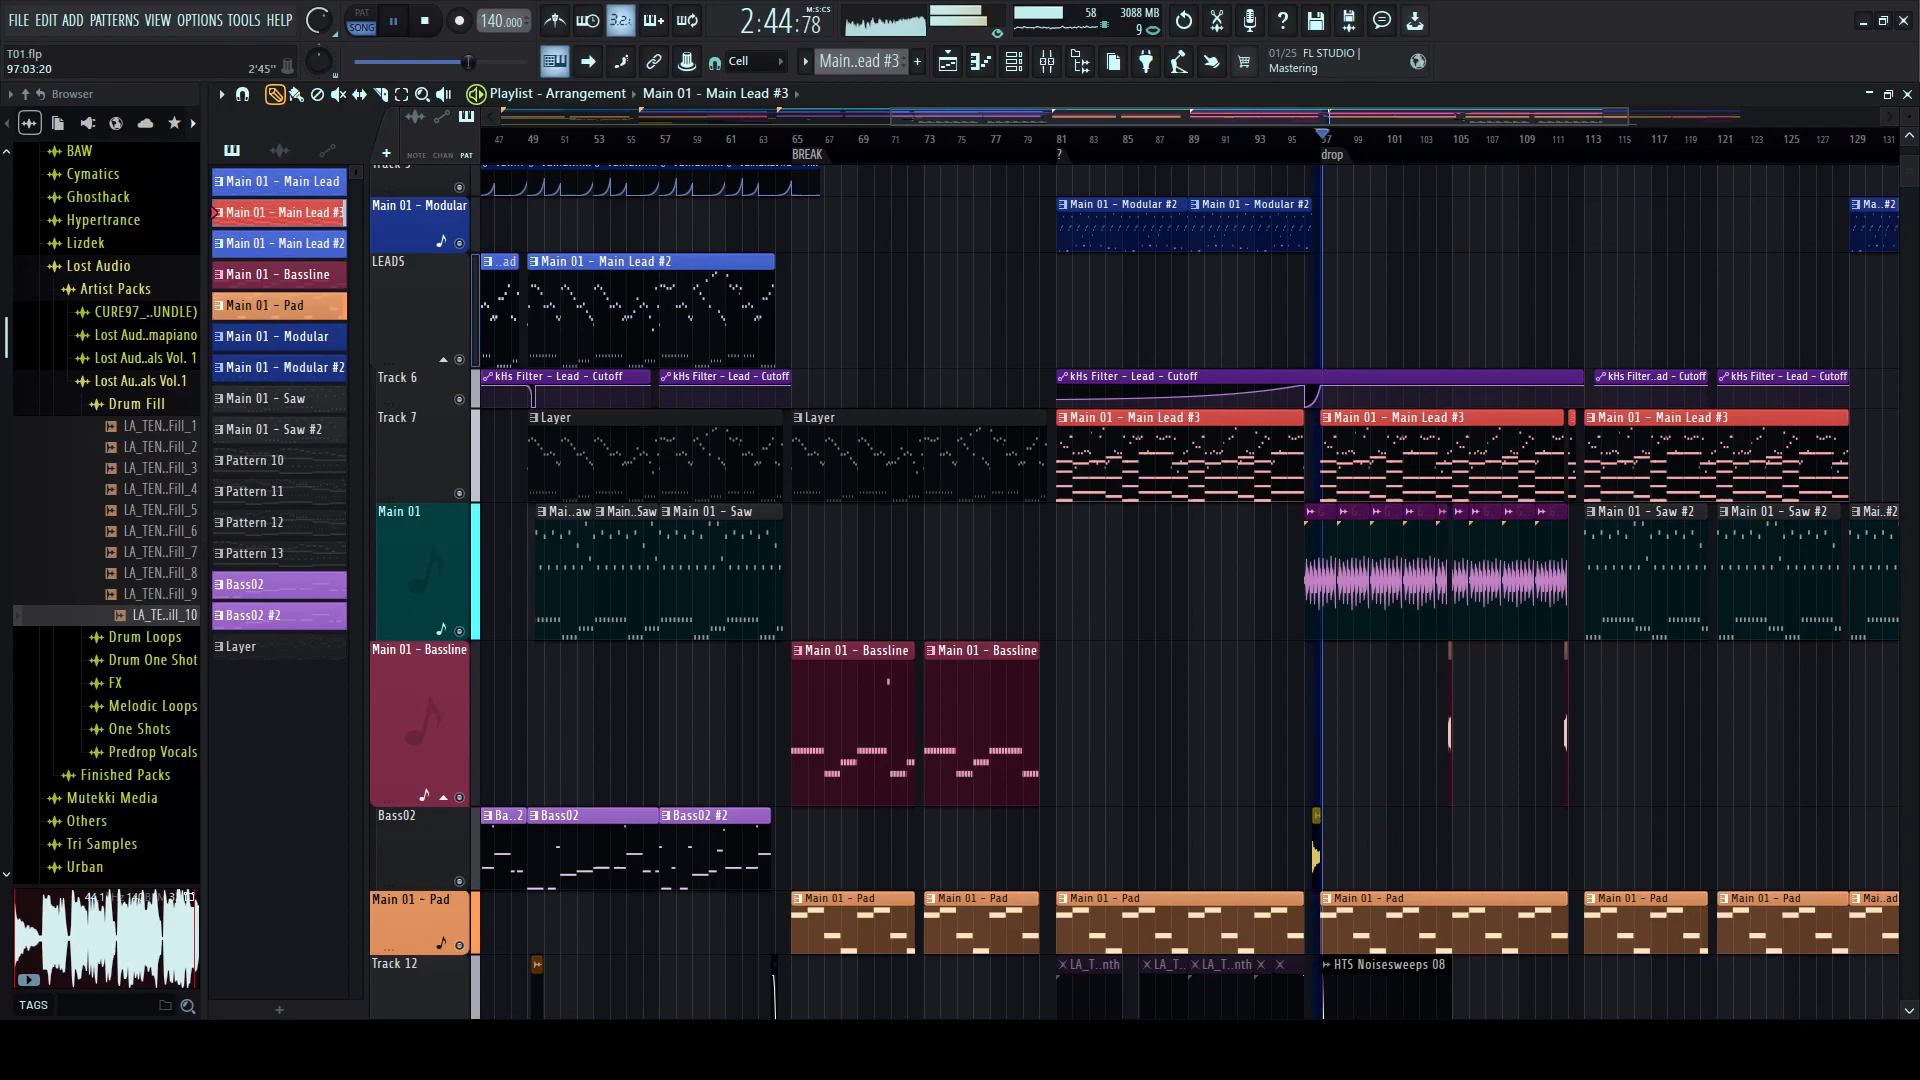 FILE EDIT ADD PATTERNS VIEW OPTIONS TOOLS HELP
PAT
SONG
140.000
3.2:
2:44:78
M:S:CS
58
3088 MB
9
T01.flp
97:03:20
2'45"
Cell
Main..ead #3
01/25 FL STUDIO |
Mastering
Browser
Playlist - Arrangement › Main 01 - Main Lead #3 ›
NOTE CHAN PAT
47 49 51 53 55 57 59 61 63 65 67 69 71 73 75 77 79 81 83 85 87 89 91 93 95 97 99 101 103 105 107 109 111 113 115 117 119 121 123 125 127 129 131
BREAK
?
drop
BAW
Cymatics
Ghosthack
Hypertrance
Lizdek
Lost Audio
Artist Packs
CURE97_..UNDLE)
Lost Aud..mapiano
Lost Aud..als Vol. 1
Lost Au..als Vol.1
Drum Fill
LA_TEN..Fill_1
LA_TEN..Fill_2
LA_TEN..Fill_3
LA_TEN..Fill_4
LA_TEN..Fill_5
LA_TEN..Fill_6
LA_TEN..Fill_7
LA_TEN..Fill_8
LA_TEN..Fill_9
LA_TE..ill_10
Drum Loops
Drum One Shot
FX
Melodic Loops
One Shots
Predrop Vocals
Finished Packs
Mutekki Media
Others
Tri Samples
Urban
TAGS
Main 01 - Main Lead
Main 01 - Main Lead #3
Main 01 - Main Lead #2
Main 01 - Bassline
Main 01 - Pad
Main 01 - Modular
Main 01 - Modular #2
Main 01 - Saw
Main 01 - Saw #2
Pattern 10
Pattern 11
Pattern 12
Pattern 13
Bass02
Bass02 #2
Layer
Main 01 - Modular
Main 01 - Modular #2 Main 01 - Modular #2 Ma..#2
LEADS
..ad Main 01 - Main Lead #2
Track 6
kHs Filter - Lead - Cutoff kHs Filter - Lead - Cutoff kHs Filter - Lead - Cutoff kHs Filter..ad - Cutoff kHs Filter - Lead - Cutoff
Track 7
Layer Layer Main 01 - Main Lead #3 Main 01 - Main Lead #3 Main 01 - Main Lead #3
Main 01
Mai..aw Main..Saw Main 01 - Saw Main 01 - Saw #2 Main 01 - Saw #2 Mai..#2
Main 01 - Bassline
Main 01 - Bassline Main 01 - Bassline
Bass02
Ba..2 Bass02 Bass02 #2
Main 01 - Pad
Main 01 - Pad Main 01 - Pad Main 01 - Pad Main 01 - Pad Main 01 - Pad Main 01 - Pad Mai..ad
Track 12
LA_T..nth LA_T.. LA_T..nth HTS Noisesweeps 08